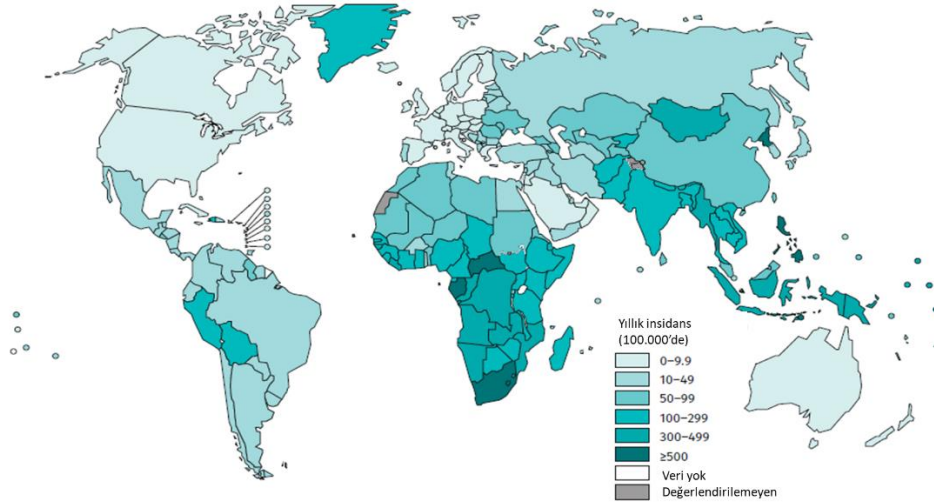 Yıllık insidans
(100.000’de)
0–9.9
10–49
50–99
100–299
300–499
≥500
Veri yok
Değerlendirilemeyen